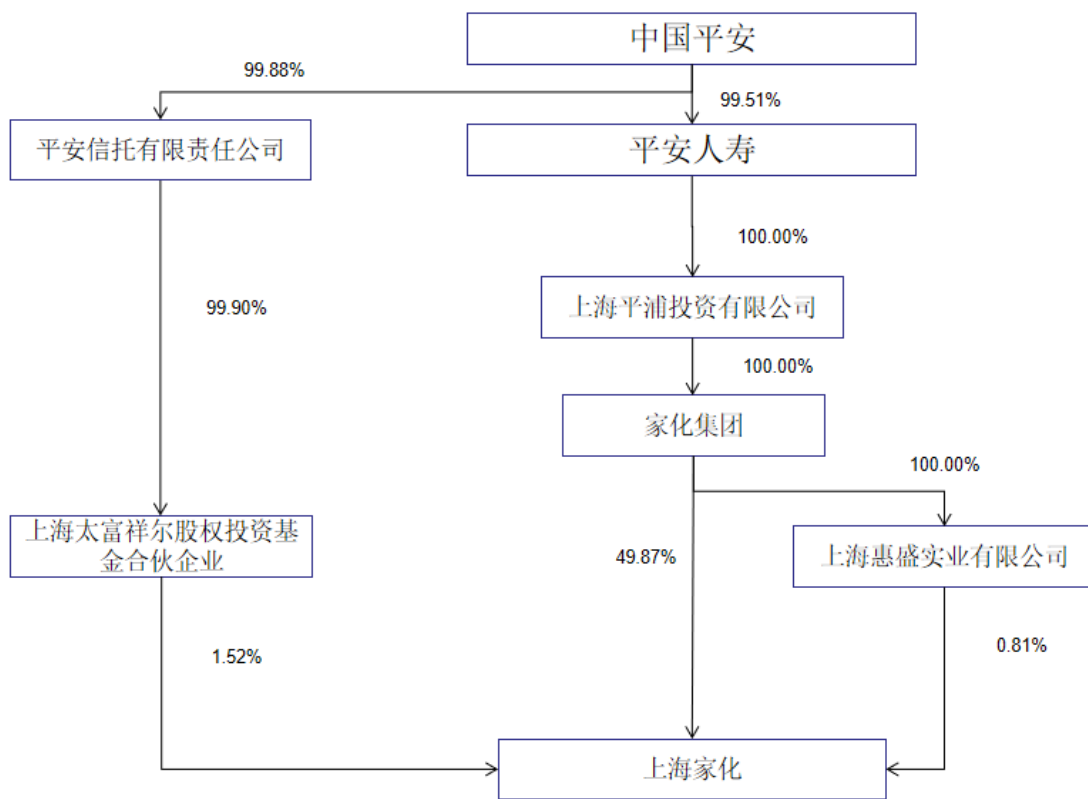 中国平安
99.88%
99.51%
平安信托有限责任公司
平安人寿
100.00%
99.90%
上海平浦投资有限公司
100.00%
家化集团
100.00%
上海太富祥尔股权投资基
金合伙企业
49.87%
上海惠盛实业有限公司
1.52%
0.81%
上海家化